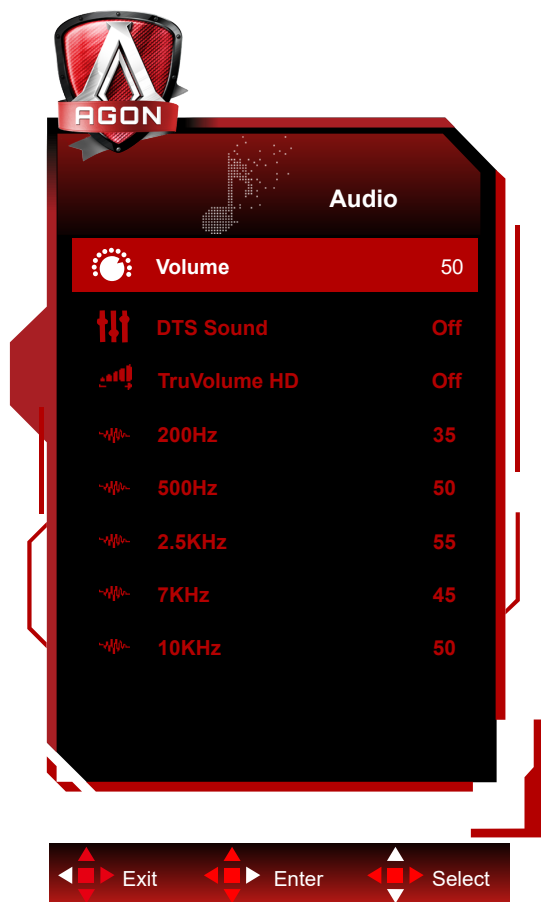 AGON
Audio
Volume 50
DTS Sound Off
TruVolume HD Off
200Hz 35
500Hz 50
2.5KHz 55
7KHz 45
10KHz 50
Exit Enter Select